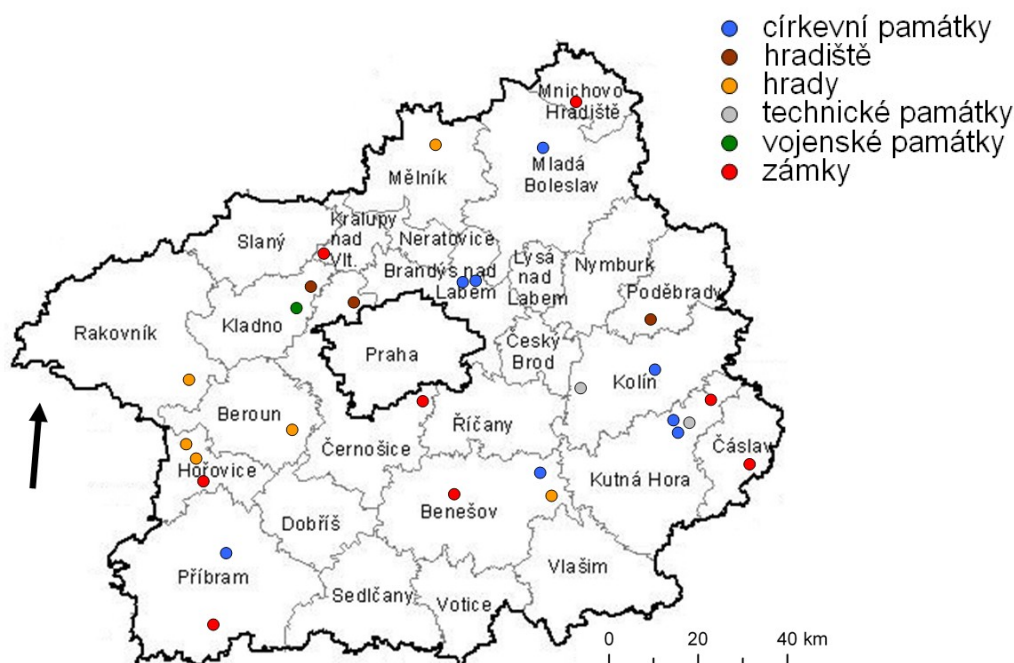 církevní památky
hradiště
hrady
technické památky
vojenské památky
zámky
Mnichovo
Hradiště
Mladá
Boleslav
Mělník
Kralupy
nad
Vlt.
Slaný
Neratovice
Brandýs nad
Labem
Lysá
nad
Labem
Nymburk
Poděbrady
Rakovník
Kladno
Praha
Český
Brod
Kolín
Beroun
Říčany
Černošice
Čáslav
Hořovice
Kutná Hora
Benešov
Dobříš
Příbram
Vlašim
Sedlčany
Votice
0 20 40 km